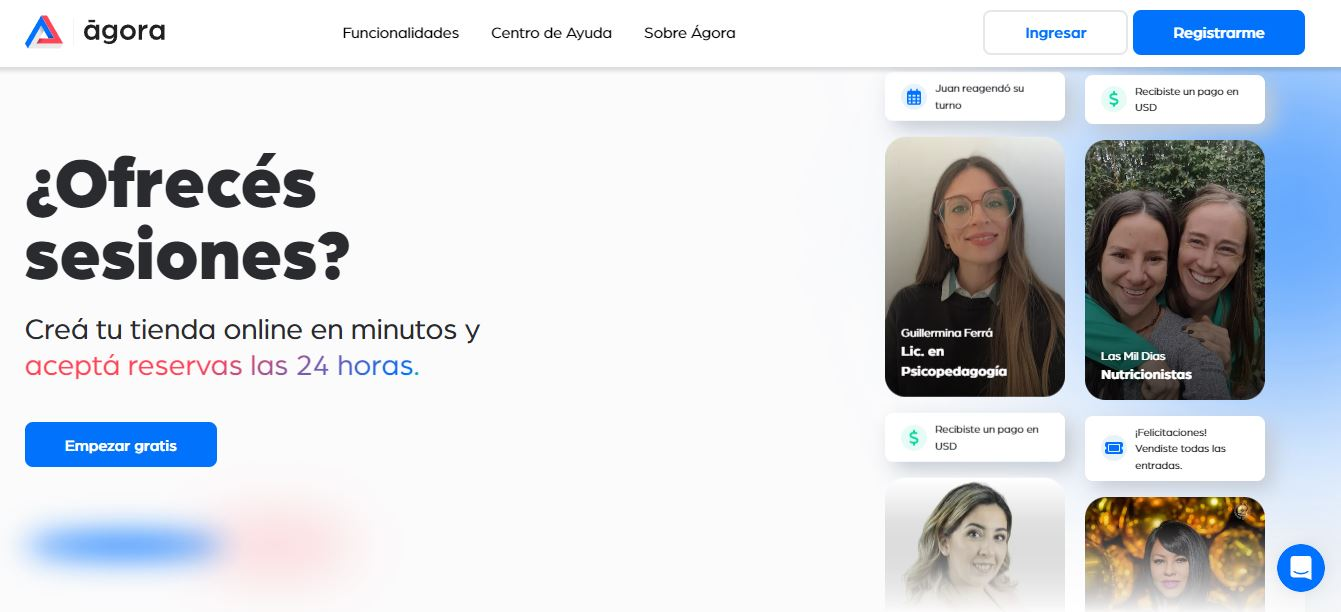 āgora
Funcionalidades
Centro de Ayuda
Sobre Ágora
Ingresar
Registrarme
¿Ofrecés
sesiones?
Creá tu tienda online en minutos y
aceptá reservas las 24 horas.
Empezar gratis
Juan reagendó su
turno
Guillermina Ferrá
Lic. en
Psicopedagogía
Recibiste un pago en
USD
Recibiste un pago en
USD
Las Mil Dias
Nutricionistas
¡Felicitaciones!
Vendiste todas las
entradas.